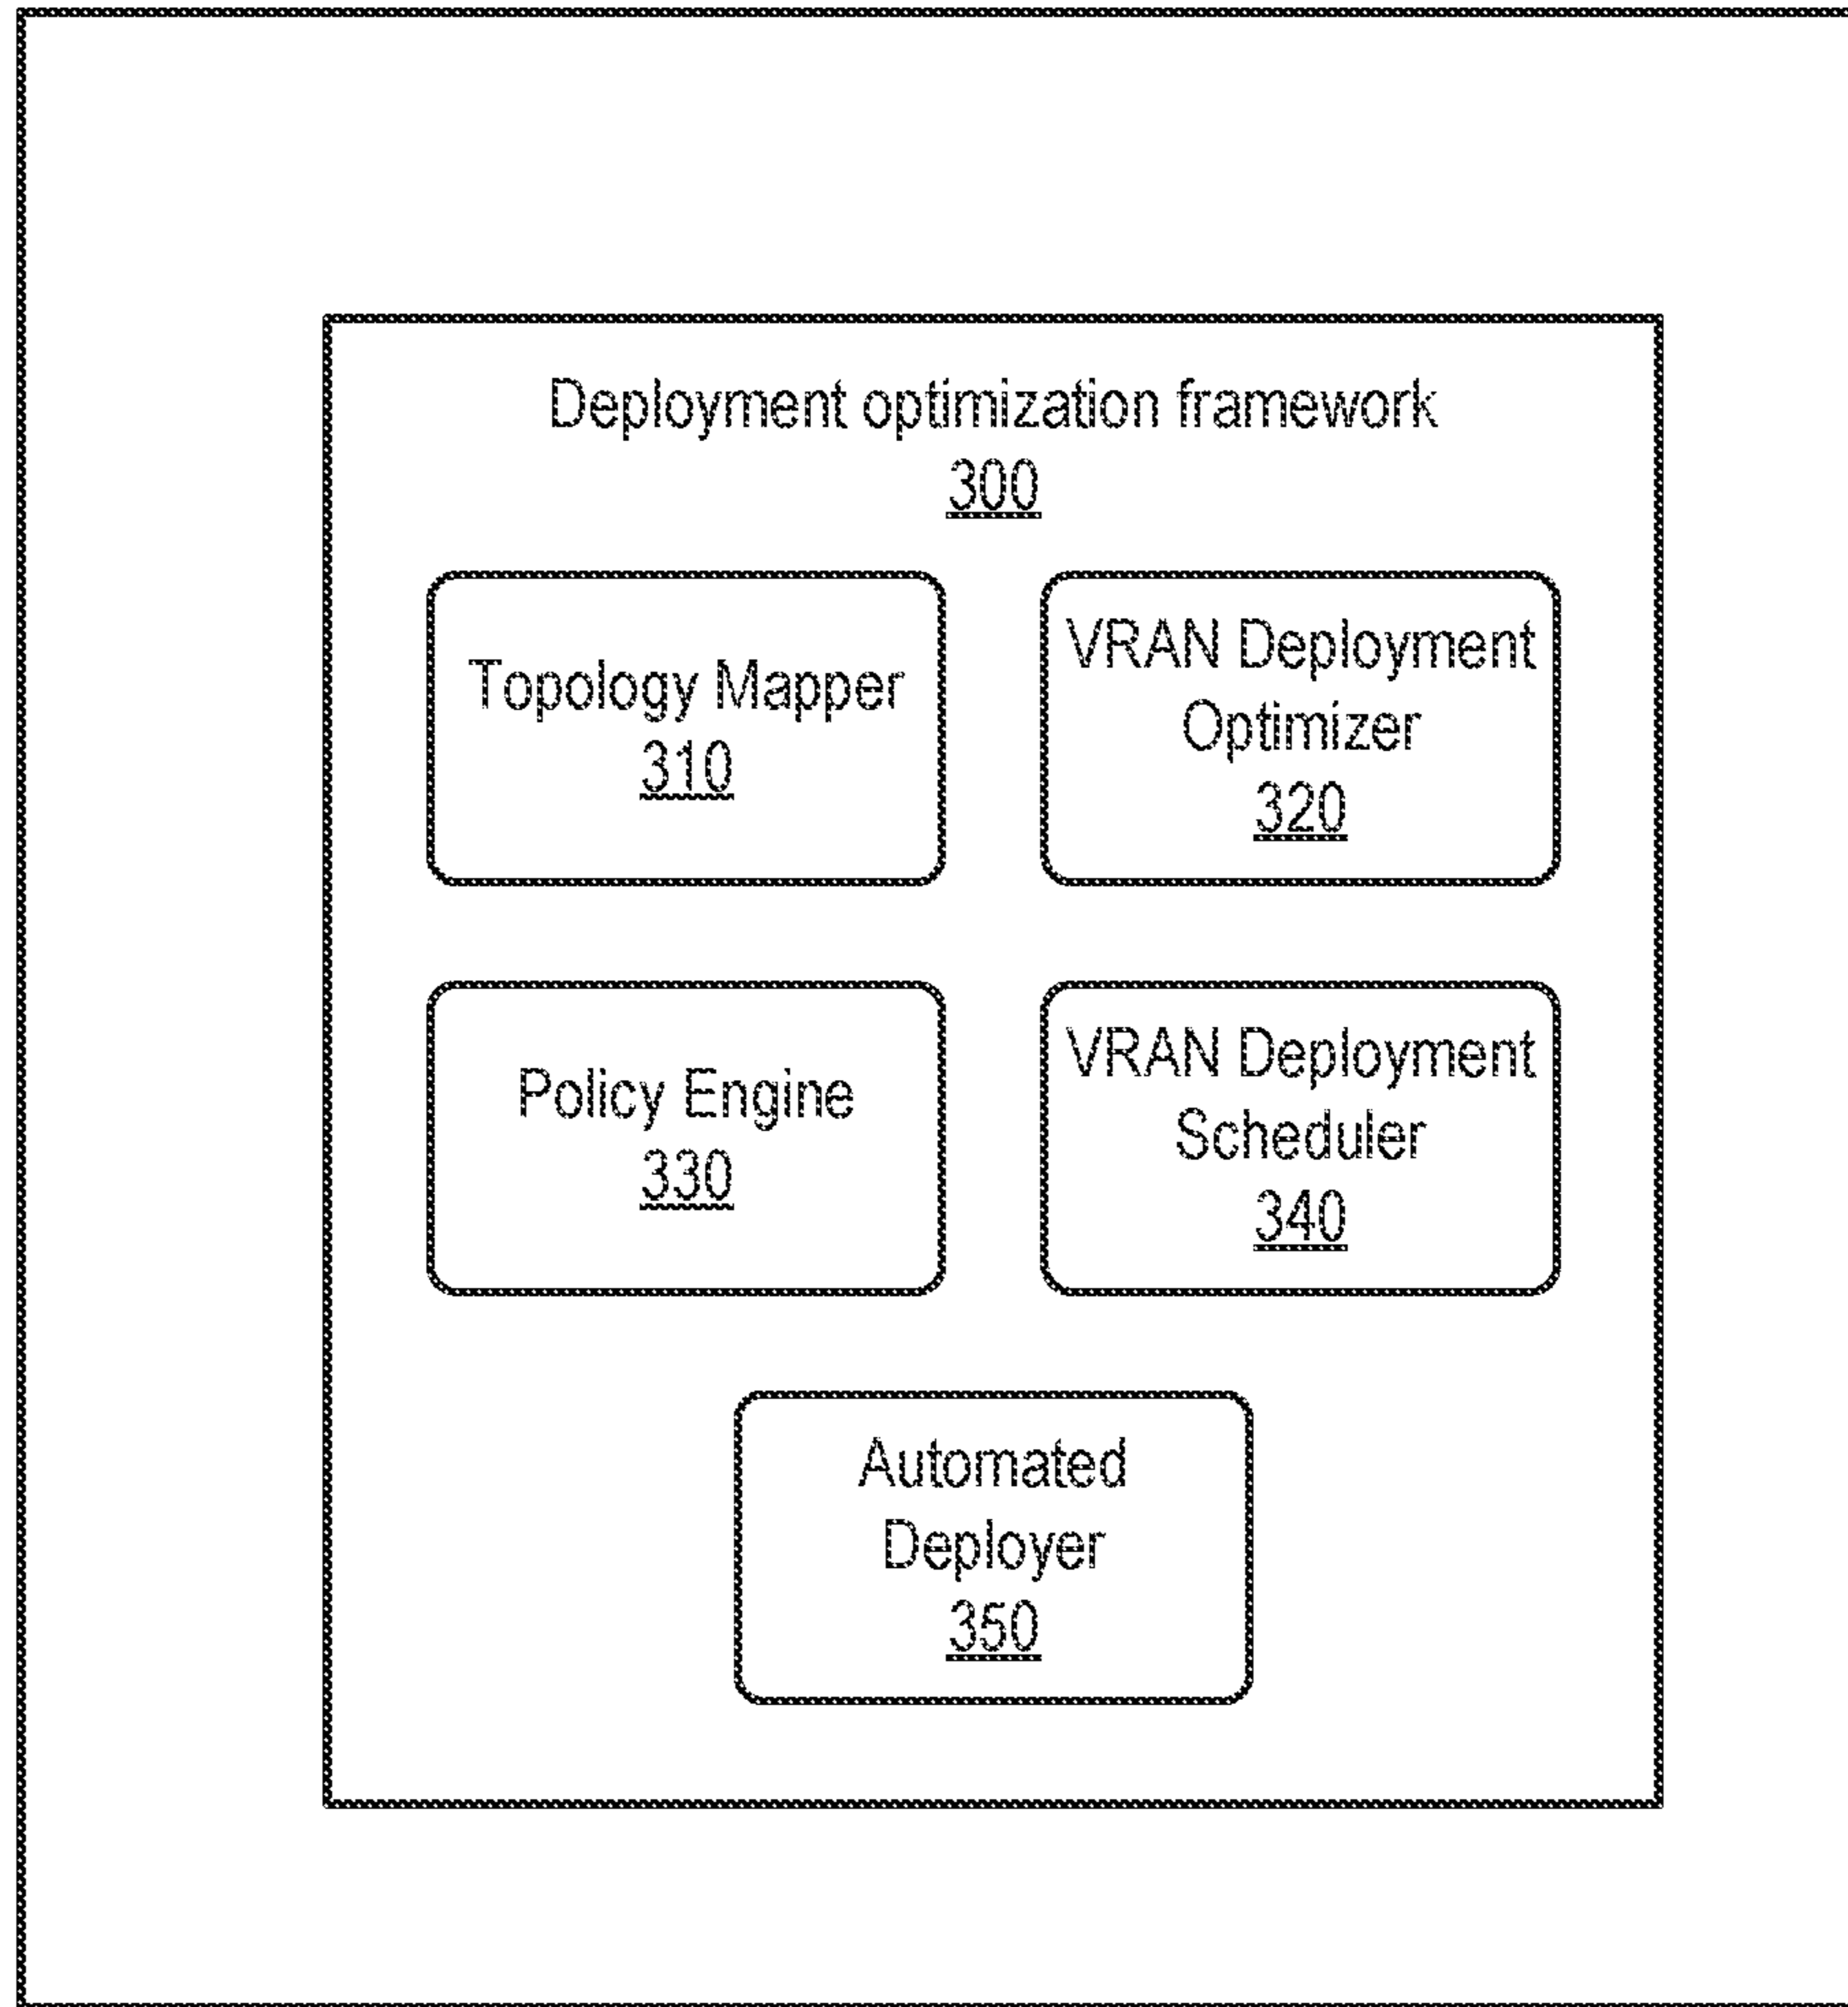 Deployment optimization framework
300
Topology Mapper
310
VRAN Deployment
Optimizer
320
Policy Engine
330
VRAN Deployment
Scheduler
340
Automated
Deployer
350